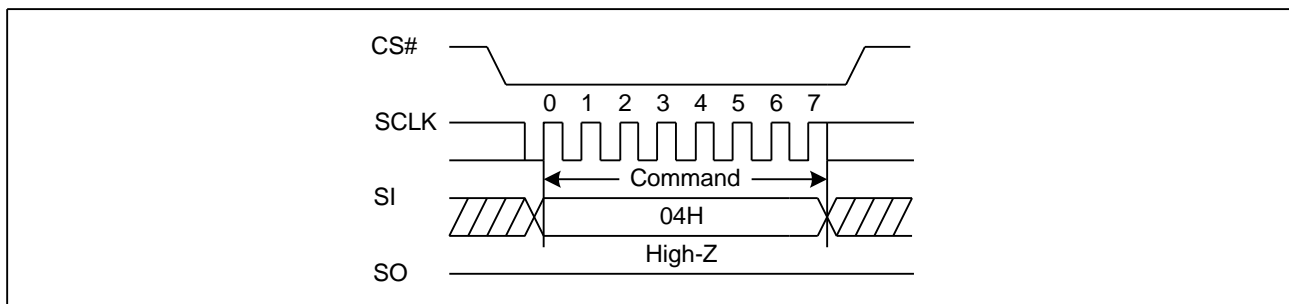 CS#
0 1 2 3 4 5 6 7
SCLK
Command
SI
04H
High-Z
SO